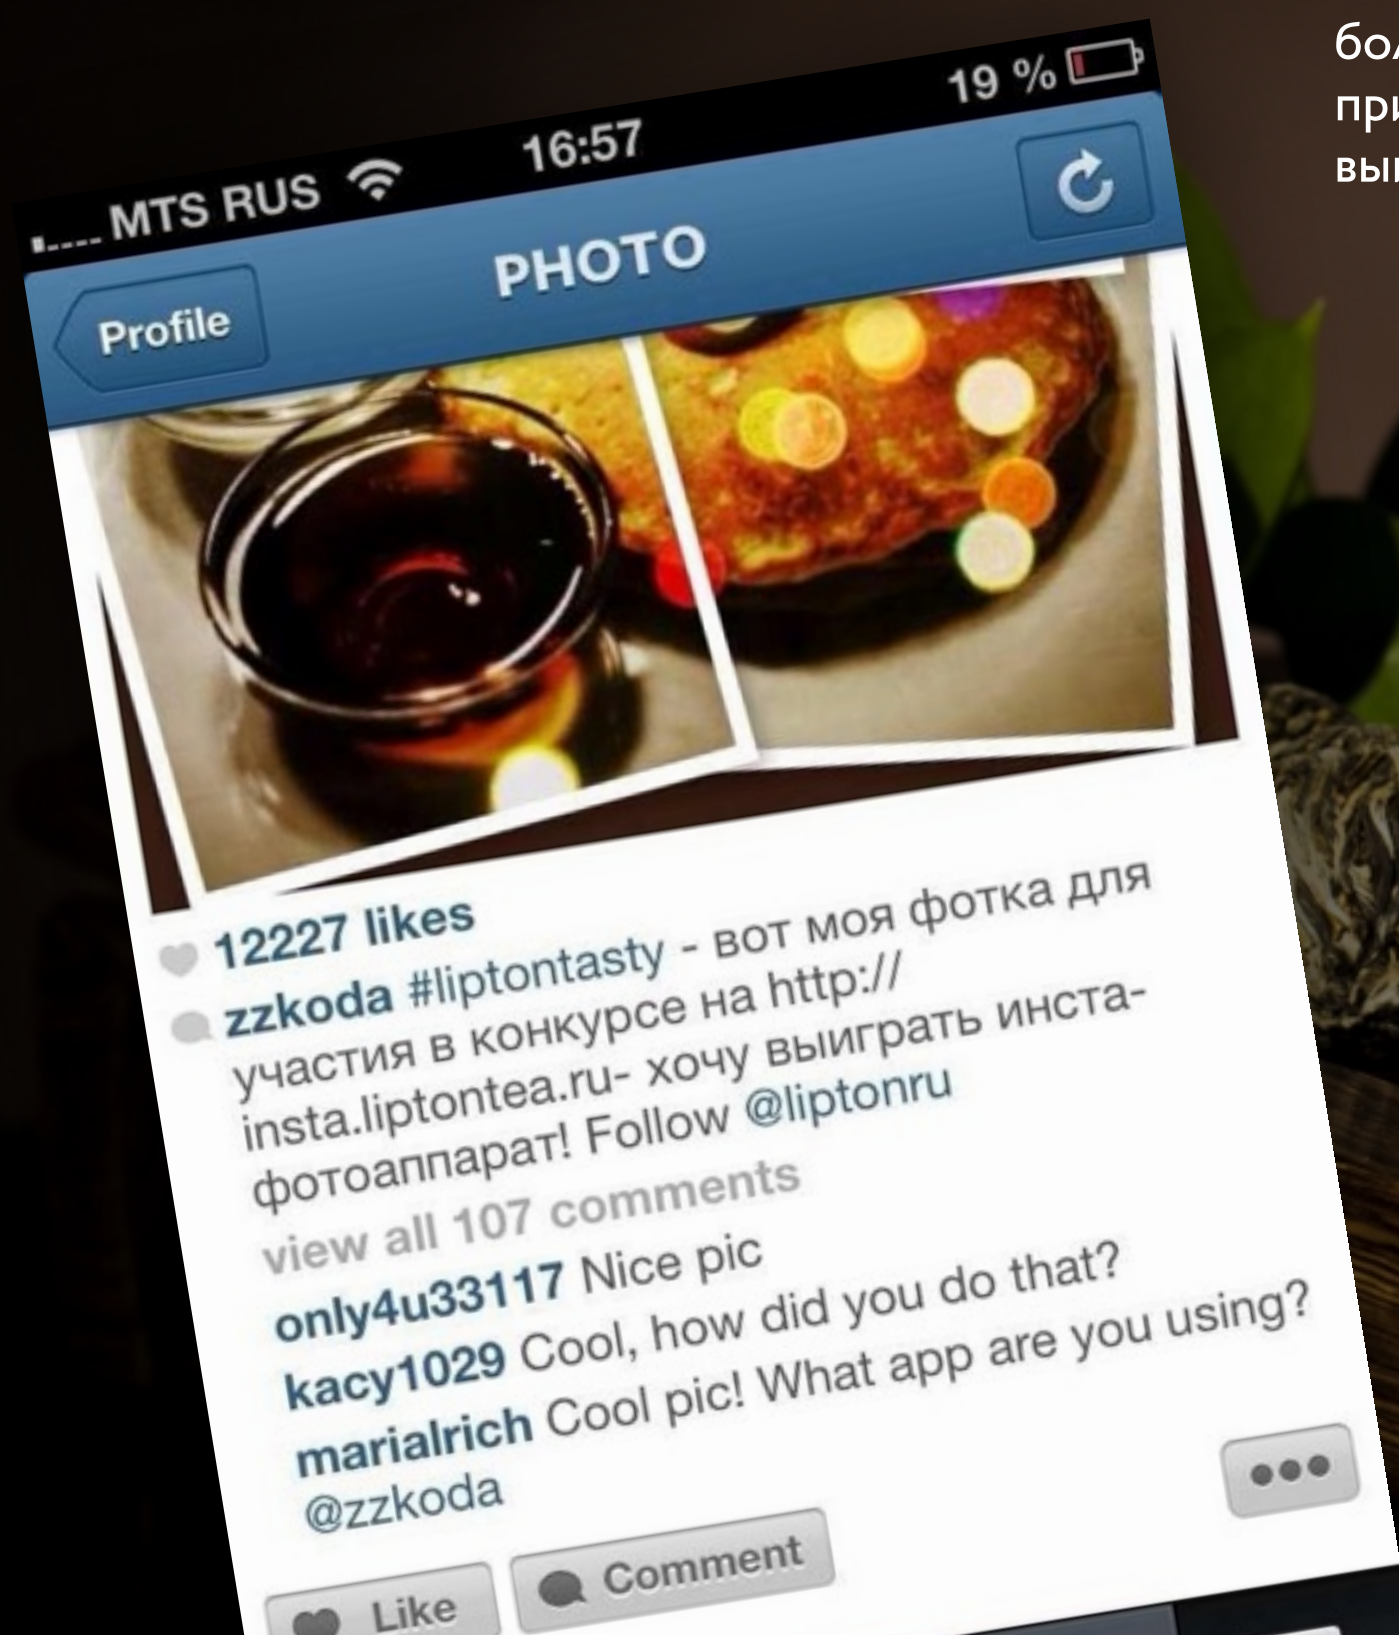 MTS RUS 16:57 19 %
Profile PHOTO
12227 likes
zzkoda #liptontasty - вот моя фотка для
участия в конкурсе на http://
insta.liptontea.ru- хочу выиграть инста-
фотоаппарат! Follow @liptonru
view all 107 comments
only4u33117 Nice pic
kacy1029 Cool, how did you do that?
marialrich Cool pic! What app are you using?
@zzkoda
Like Comment